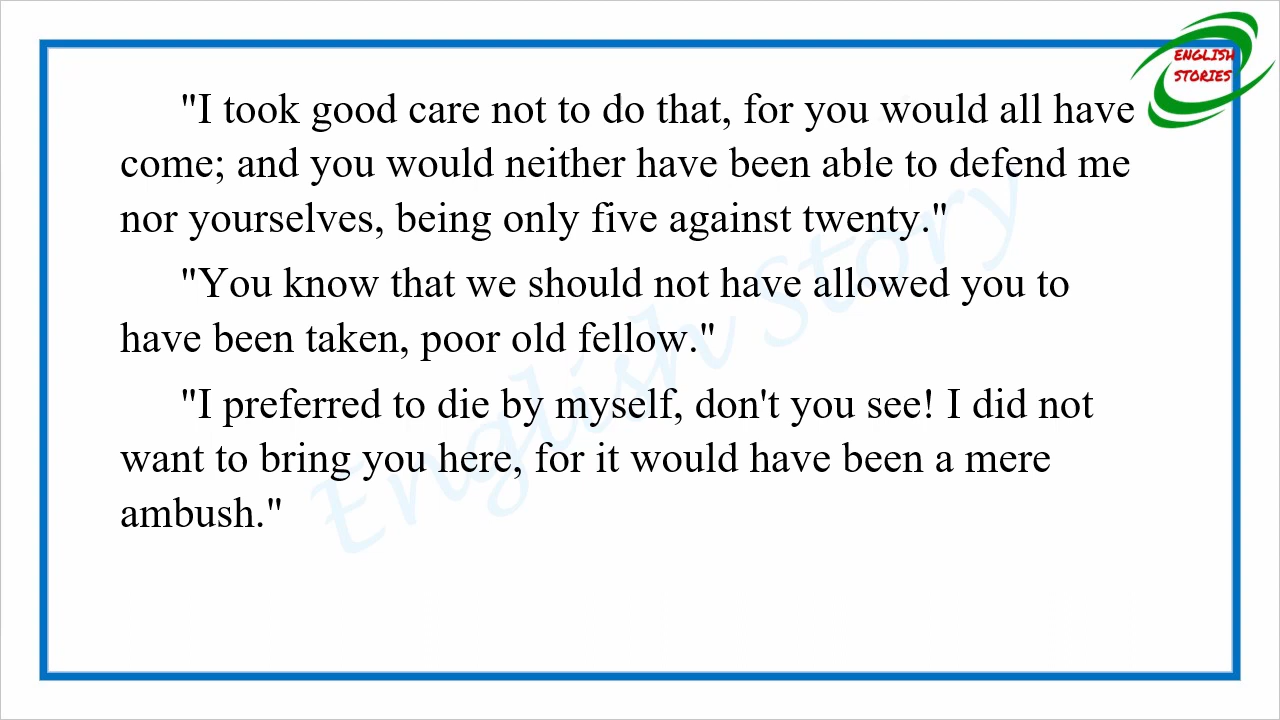 ENGLISH
STORIES
"I took good care not to do that, for you would all have
come; and you would neither have been able to defend me
nor yourselves, being only five against twenty."
"You know that we should not have allowed you to
have been taken, poor old fellow."
"I preferred to die by myself, don't you see! I did not
want to bring you here, for it would have been a mere
ambush."
English Story